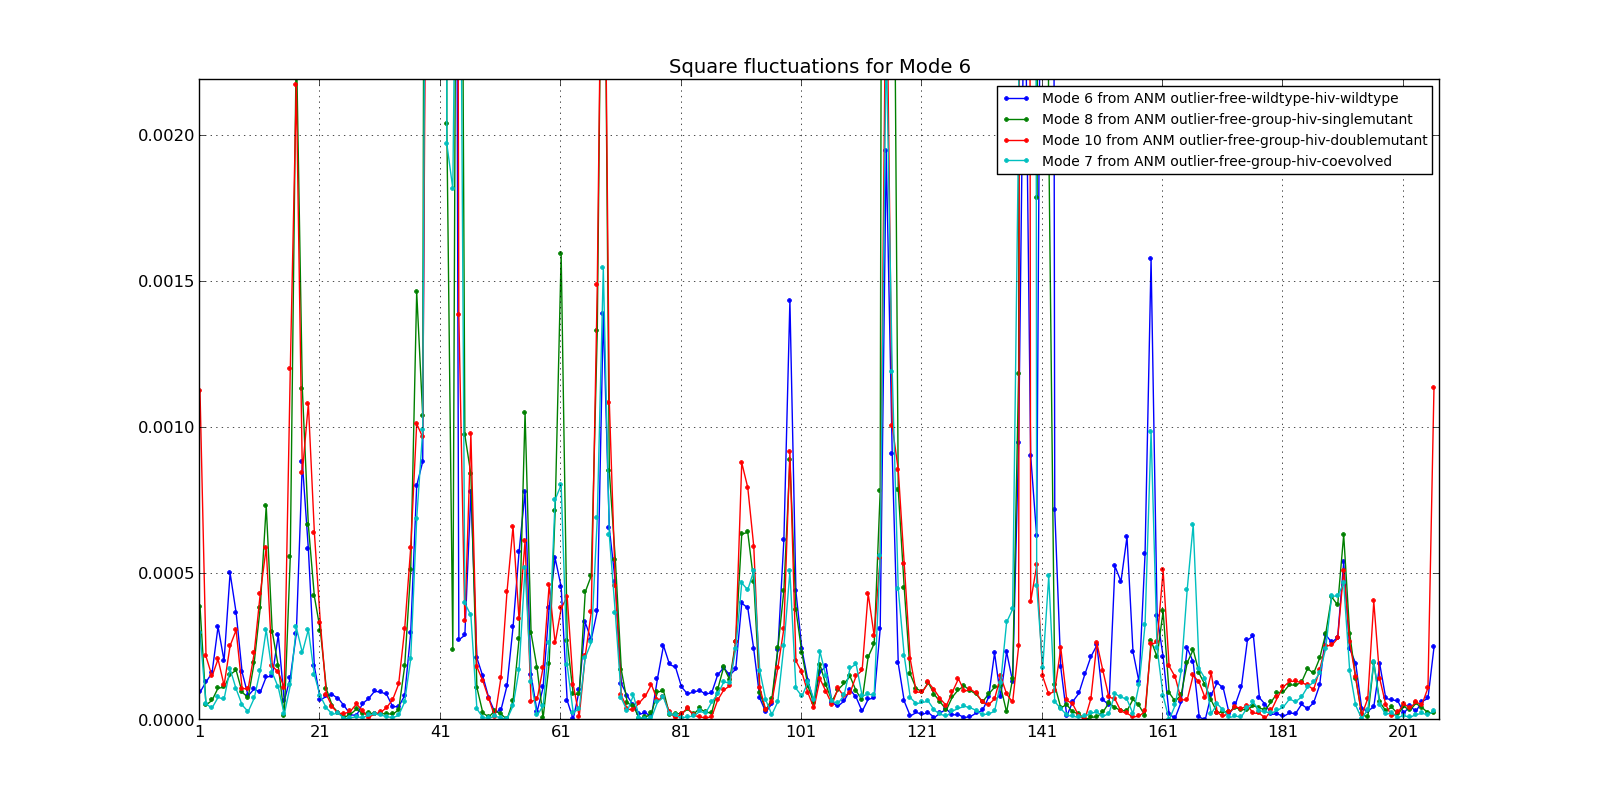 Square fluctuations for Mode 6
Mode 6 from ANM outlier-free-wildtype-hiv-wildtype
Mode 8 from ANM outlier-free-group-hiv-singlemutant
Mode 10 from ANM outlier-free-group-hiv-doublemutant
Mode 7 from ANM outlier-free-group-hiv-coevolved
0.0020
0.0015
0.0010
0.0005
0.0000
1 21 41 61 81 101 121 141 161 181 201